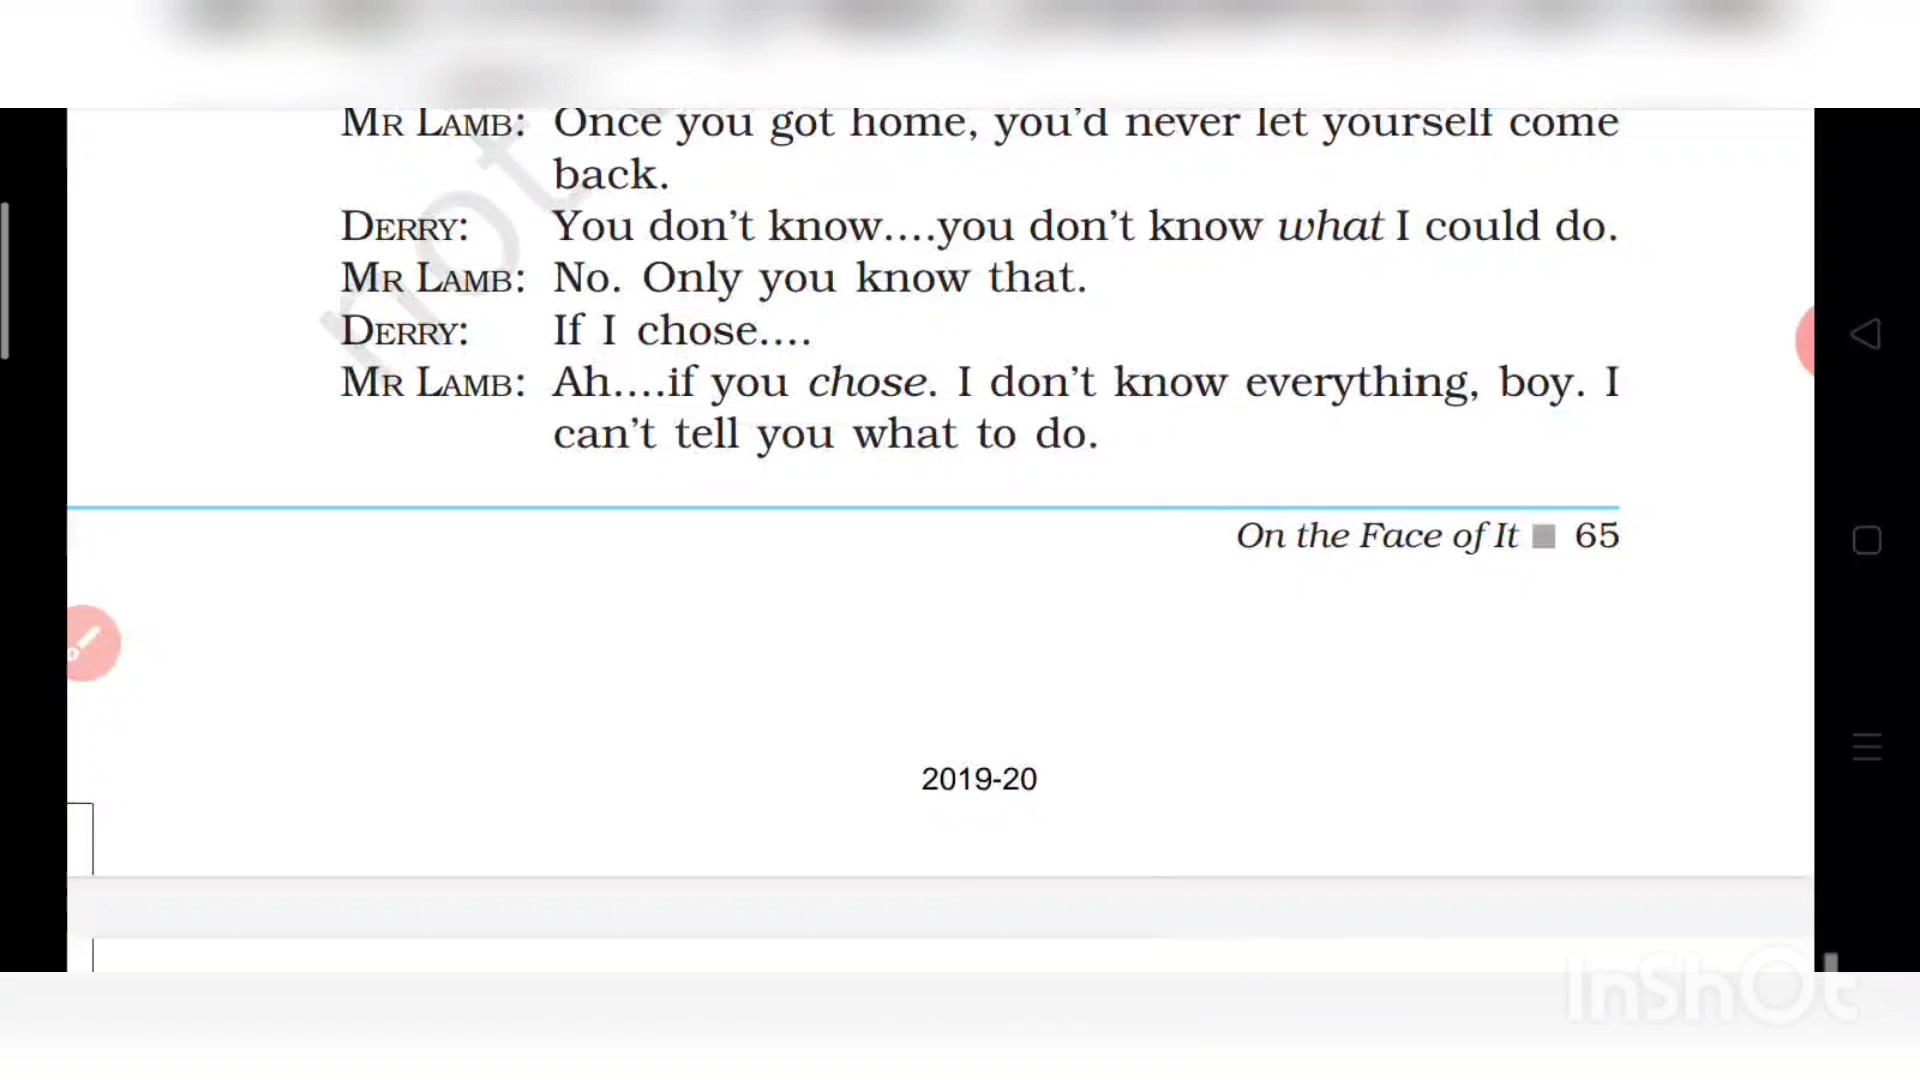 MR LAMB: Once you got home, you'd never let yourself come
back.
DERRY: You don't know....you don't know what I could do.
MR LAMB: No. Only you know that.
DERRY: If I chose....
MR LAMB: Ah....if you chose. I don't know everything, boy. I
can't tell you what to do.
On the Face of It ■ 65
2019-20
not
InShOt